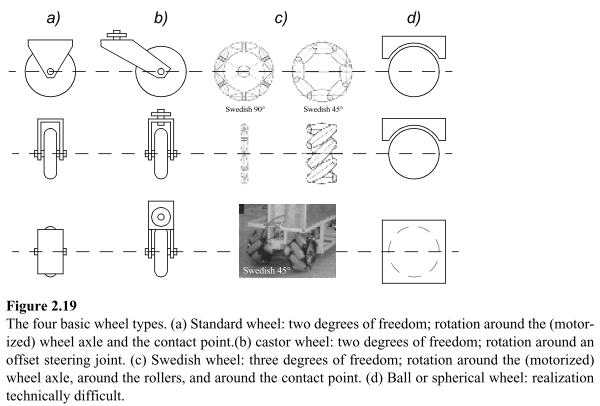 a) b) c) d)
Swedish 90° Swedish 45°
Swedish 45°
Figure 2.19
The four basic wheel types. (a) Standard wheel: two degrees of freedom; rotation around the (motor-
ized) wheel axle and the contact point.(b) castor wheel: two degrees of freedom; rotation around an
offset steering joint. (c) Swedish wheel: three degrees of freedom; rotation around the (motorized)
wheel axle, around the rollers, and around the contact point. (d) Ball or spherical wheel: realization
technically difficult.